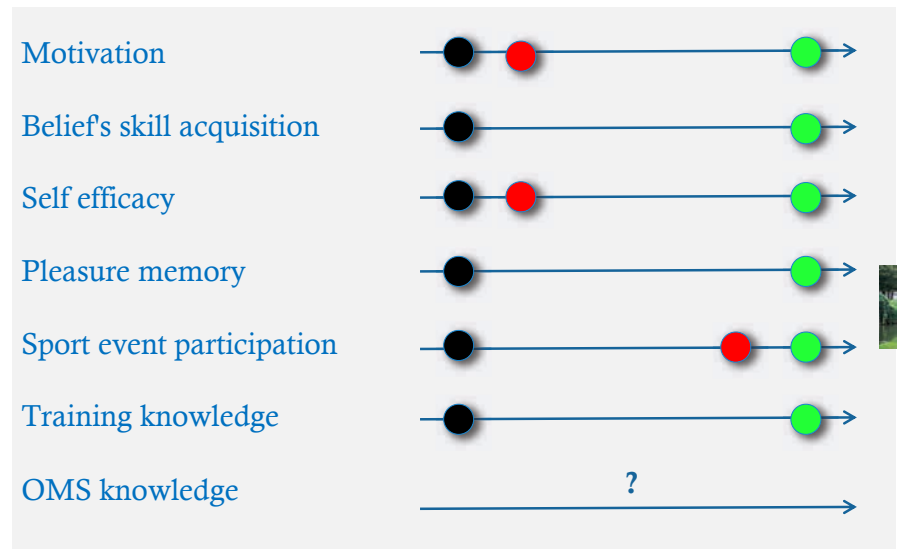 Motivation
Belief's skill acquisition
Self efficacy
Pleasure memory
Sport event participation
Training knowledge
OMS knowledge
?